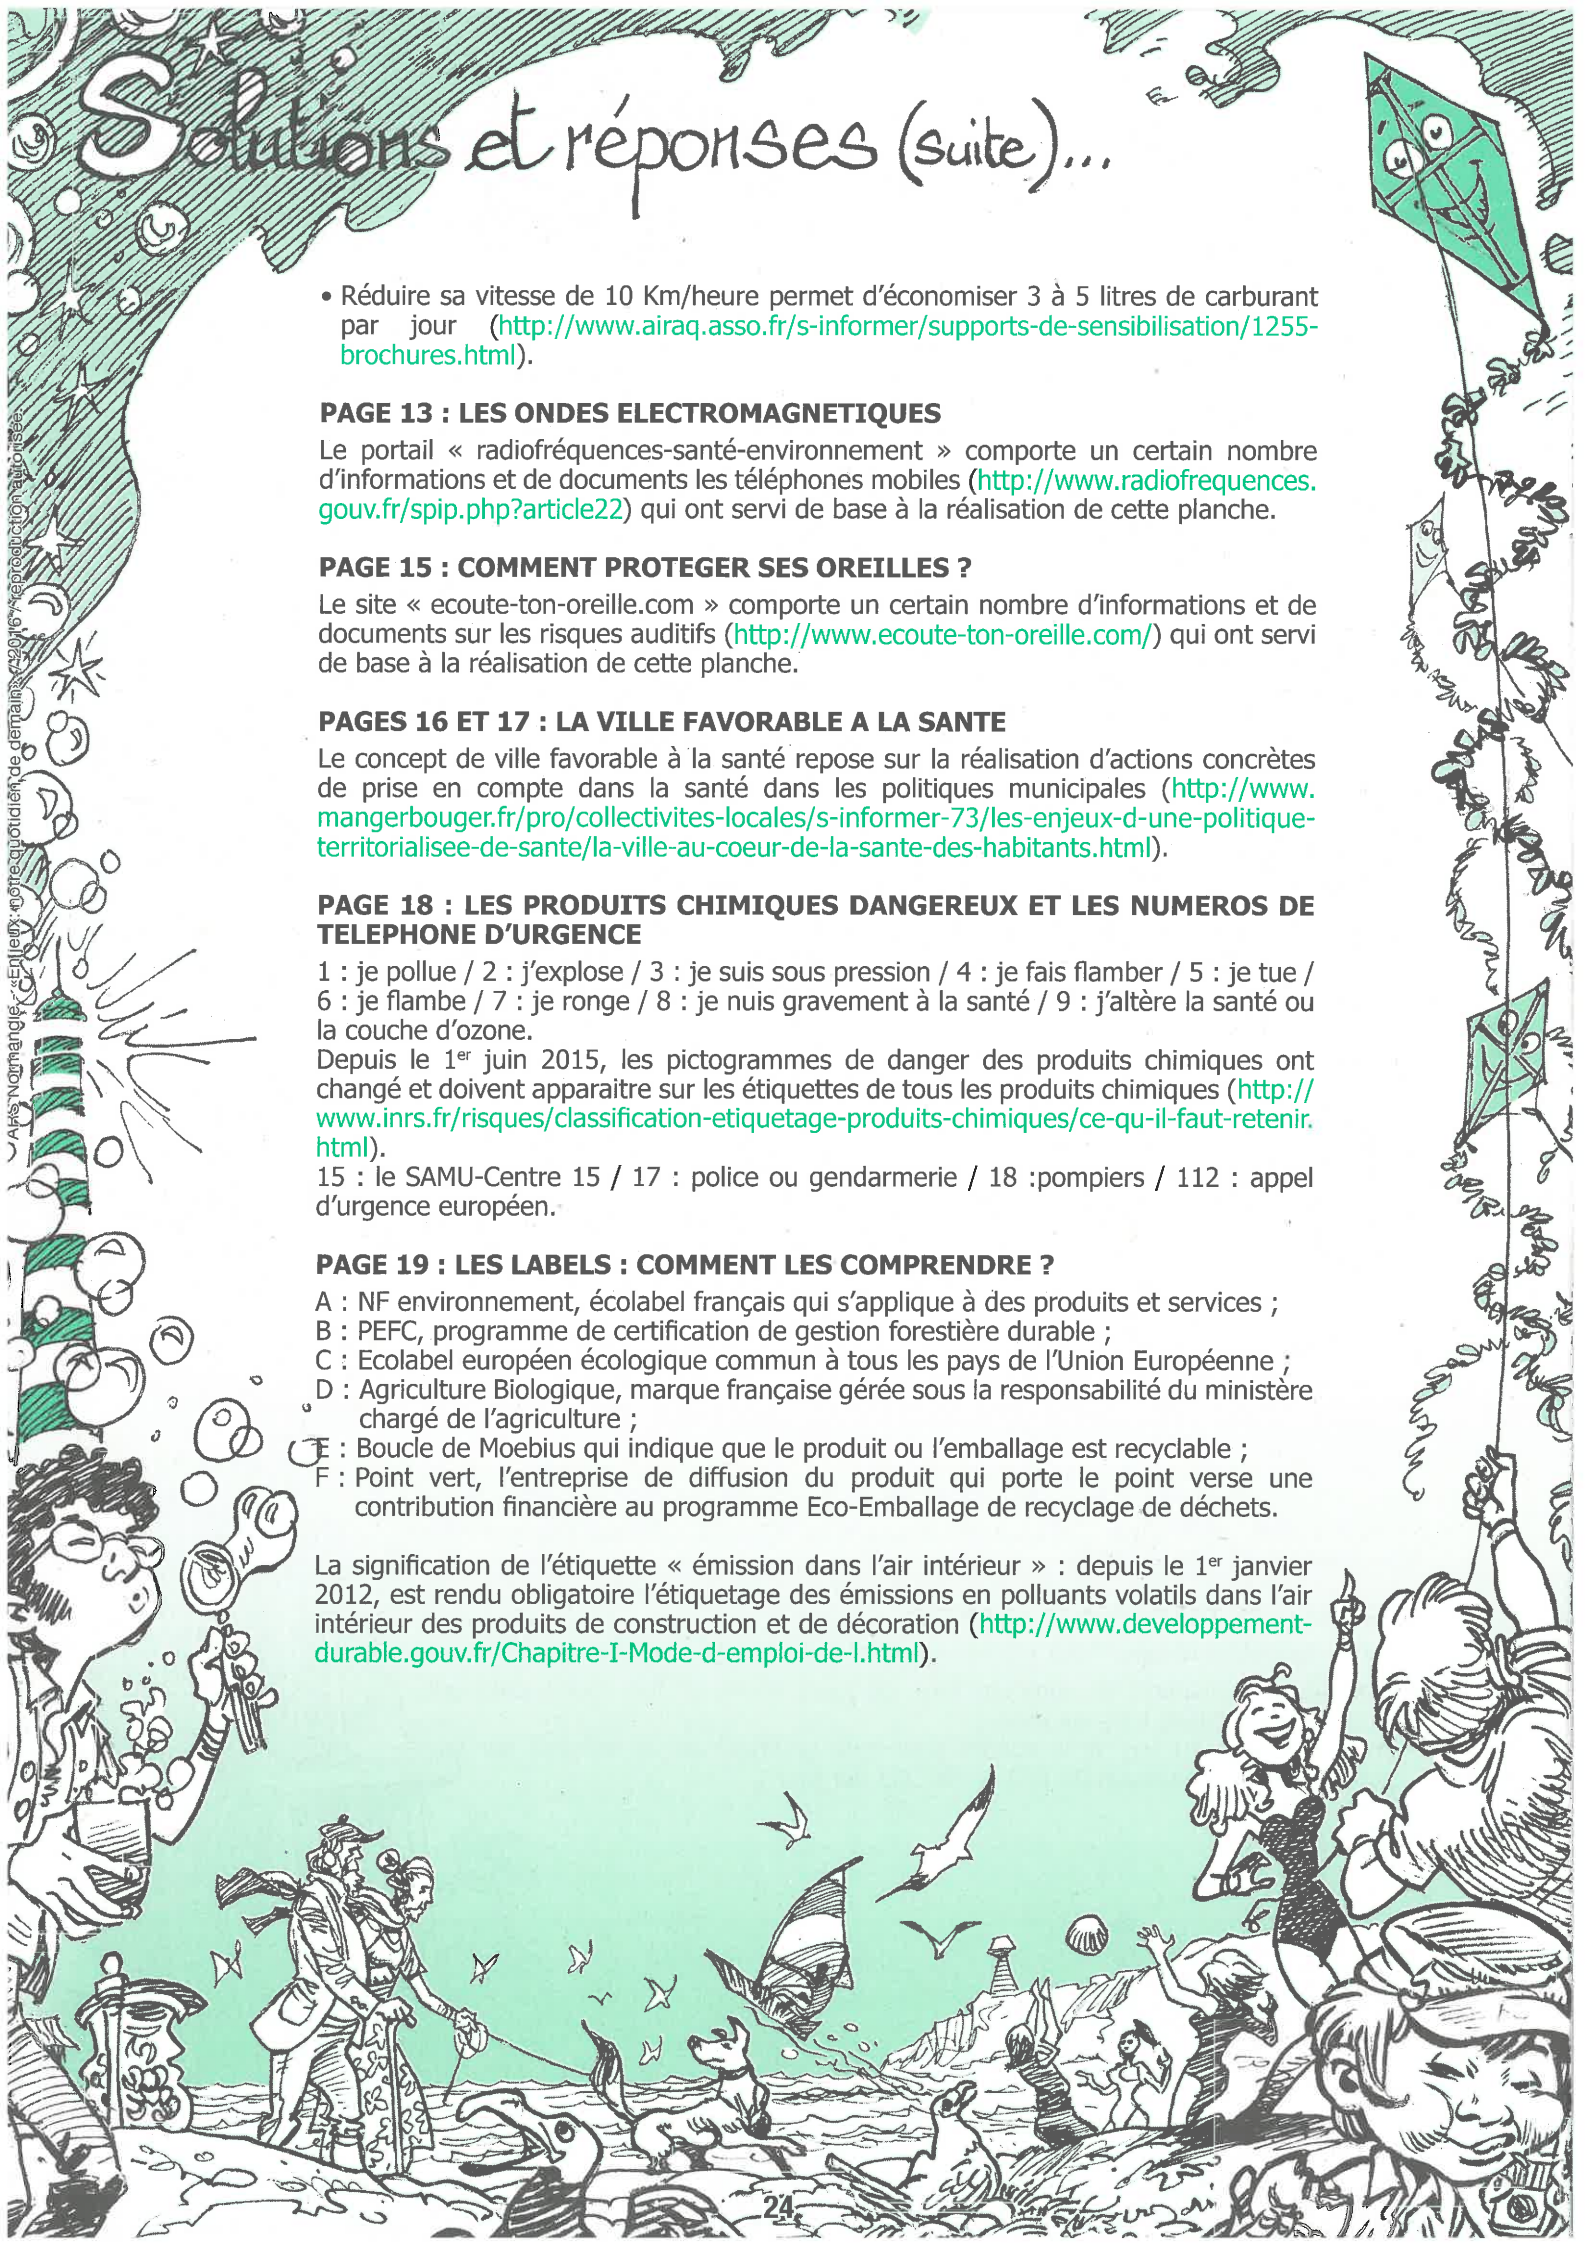 Solutions et réponses (suite)...
• Réduire sa vitesse de 10 Km/heure permet d'économiser 3 à 5 litres de carburant
par jour (http://www.airaq.asso.fr/s-informer/supports-de-sensibilisation/1255-
brochures.html).
PAGE 13 : LES ONDES ELECTROMAGNETIQUES
Le portail « radiofréquences-santé-environnement » comporte un certain nombre
d'informations et de documents les téléphones mobiles (http://www.radiofrequences.
gouv.fr/spip.php?article22) qui ont servi de base à la réalisation de cette planche.
PAGE 15 : COMMENT PROTEGER SES OREILLES ?
Le site « ecoute-ton-oreille.com » comporte un certain nombre d'informations et de
documents sur les risques auditifs (http://www.ecoute-ton-oreille.com/) qui ont servi
de base à la réalisation de cette planche.
PAGES 16 ET 17 : LA VILLE FAVORABLE A LA SANTE
Le concept de ville favorable à la santé repose sur la réalisation d'actions concrètes
de prise en compte dans la santé dans les politiques municipales (http://www.
mangerbouger.fr/pro/collectivites-locales/s-informer-73/les-enjeux-d-une-politique-
territorialisee-de-sante/la-ville-au-coeur-de-la-sante-des-habitants.html).
PAGE 18 : LES PRODUITS CHIMIQUES DANGEREUX ET LES NUMEROS DE
TELEPHONE D'URGENCE
1 : je pollue / 2 : j'explose / 3 : je suis sous pression / 4 : je fais flamber / 5 : je tue /
6 : je flambe / 7 : je ronge / 8 : je nuis gravement à la santé / 9 : j'altère la santé ou
la couche d'ozone.
Depuis le 1er juin 2015, les pictogrammes de danger des produits chimiques ont
changé et doivent apparaitre sur les étiquettes de tous les produits chimiques (http://
www.inrs.fr/risques/classification-etiquetage-produits-chimiques/ce-qu-il-faut-retenir.
html).
15 : le SAMU-Centre 15 / 17 : police ou gendarmerie / 18 :pompiers / 112 : appel
d'urgence européen.
PAGE 19 : LES LABELS : COMMENT LES COMPRENDRE ?
A : NF environnement, écolabel français qui s'applique à des produits et services ;
B : PEFC, programme de certification de gestion forestière durable ;
C : Ecolabel européen écologique commun à tous les pays de l'Union Européenne ;
D : Agriculture Biologique, marque française gérée sous la responsabilité du ministère
chargé de l'agriculture ;
E : Boucle de Moebius qui indique que le produit ou l'emballage est recyclable ;
F : Point vert, l'entreprise de diffusion du produit qui porte le point verse une
contribution financière au programme Eco-Emballage de recyclage de déchets.
La signification de l'étiquette « émission dans l'air intérieur » : depuis le 1er janvier
2012, est rendu obligatoire l'étiquetage des émissions en polluants volatils dans l'air
intérieur des produits de construction et de décoration (http://www.developpement-
durable.gouv.fr/Chapitre-I-Mode-d-emploi-de-l.html).
ARS Normandie - «Enjeux: notre quotidien de demain» / 2016 / reproduction autorisée.
24